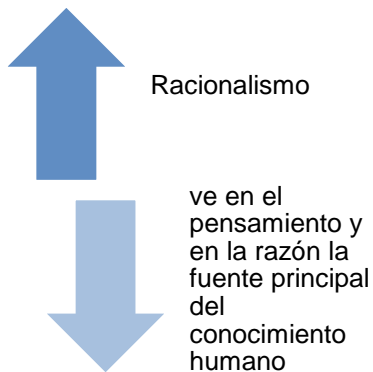 Racionalismo
ve en el
pensamiento y
en la razón la
fuente principal
del
conocimiento
humano